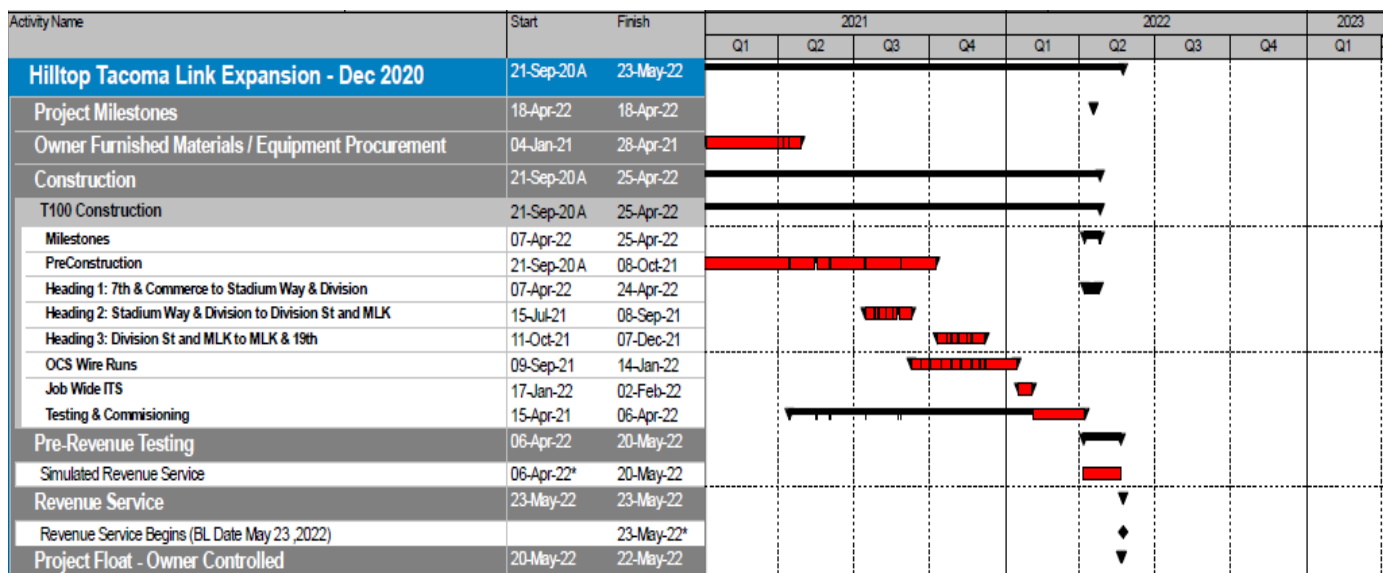 Activity Name Start Finish 2021 2022 2023
Q1 Q2 Q3 Q4 Q1 Q2 Q3 Q4 Q1
Hilltop Tacoma Link Expansion - Dec 2020 21-Sep-20 A 23-May-22
Project Milestones 18-Apr-22 18-Apr-22
Owner Furnished Materials / Equipment Procurement 04-Jan-21 28-Apr-21
Construction 21-Sep-20 A 25-Apr-22
T100 Construction 21-Sep-20 A 25-Apr-22
Milestones 07-Apr-22 25-Apr-22
PreConstruction 21-Sep-20 A 08-Oct-21
Heading 1: 7th & Commerce to Stadium Way & Division 07-Apr-22 24-Apr-22
Heading 2: Stadium Way & Division to Division St and MLK 15-Jul-21 08-Sep-21
Heading 3: Division St and MLK to MLK & 19th 11-Oct-21 07-Dec-21
OCS Wire Runs 09-Sep-21 14-Jan-22
Job Wide ITS 17-Jan-22 02-Feb-22
Testing & Commisioning 15-Apr-21 06-Apr-22
Pre-Revenue Testing 06-Apr-22 20-May-22
Simulated Revenue Service 06-Apr-22* 20-May-22
Revenue Service 23-May-22 23-May-22
Revenue Service Begins (BL Date May 23 ,2022) 23-May-22*
Project Float - Owner Controlled 20-May-22 22-May-22